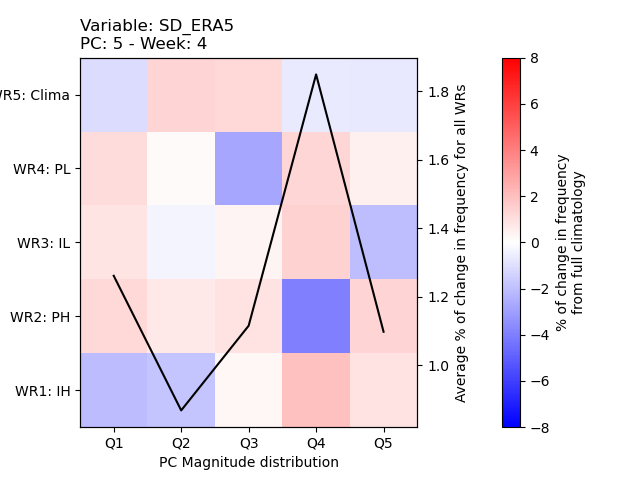 Variable: SD_ERA5
PC: 5 - Week: 4
WR5: Clima
WR4: PL
WR3: IL
WR2: PH
WR1: IH
Q1 Q2 Q3 Q4 Q5
PC Magnitude distribution
1.8
1.6
1.4
1.2
1.0
Average % of change in frequency for all WRs
8
6
4
2
0
−2
−4
−6
−8
% of change in frequency
from full climatology